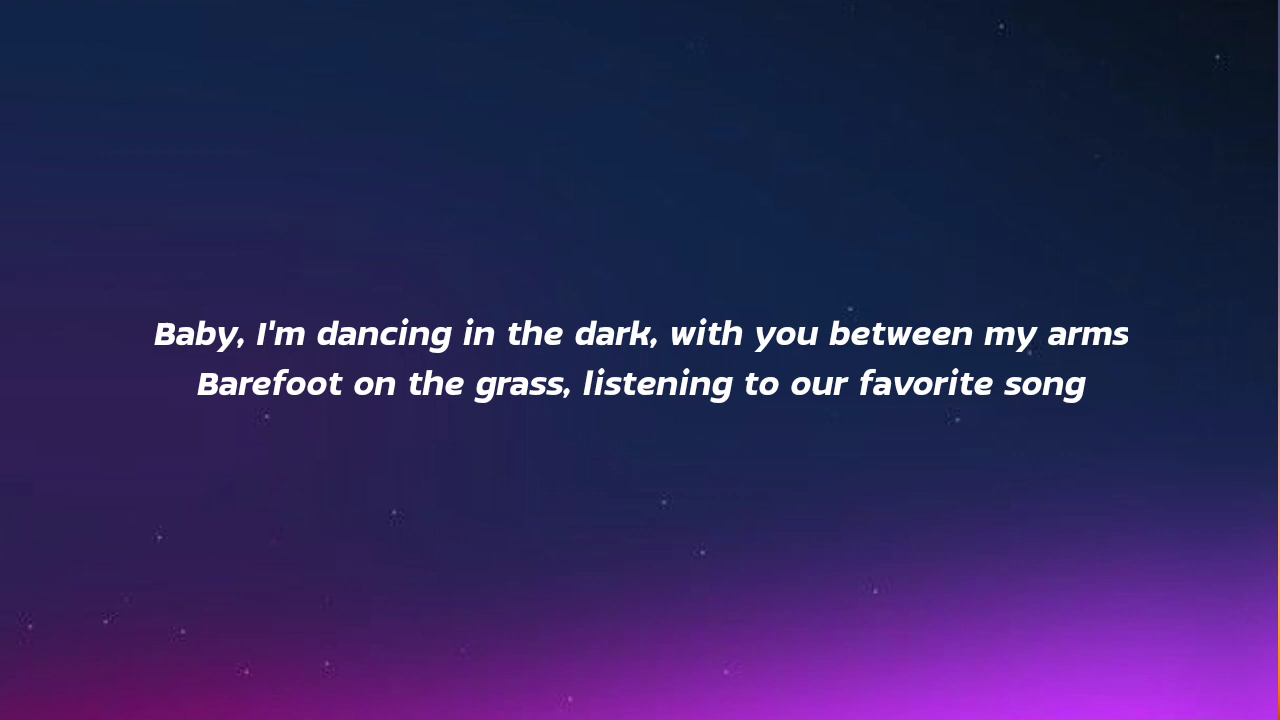 Baby, I'm dancing in the dark, with you between my arms
Barefoot on the grass, listening to our favorite song